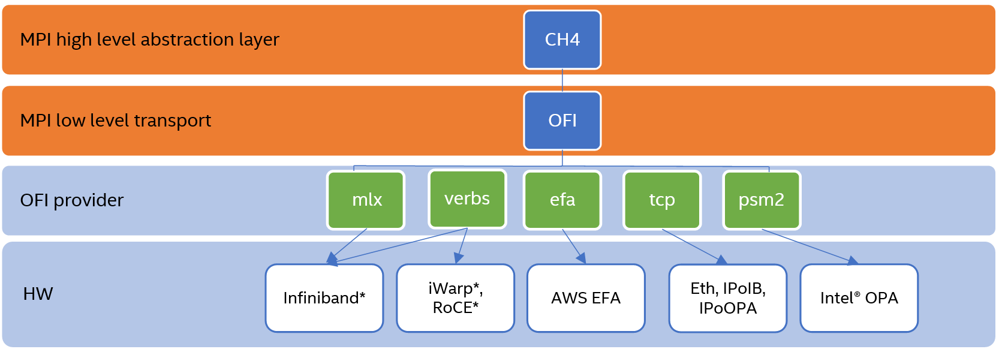 MPI high level abstraction layer
CH4
MPI low level transport
OFI
OFI provider
mlx
verbs
efa
tcp
psm2
HW
Infiniband*
iWarp*,
RoCE*
AWS EFA
Eth, IPoIB,
IPoOPA
Intel® OPA